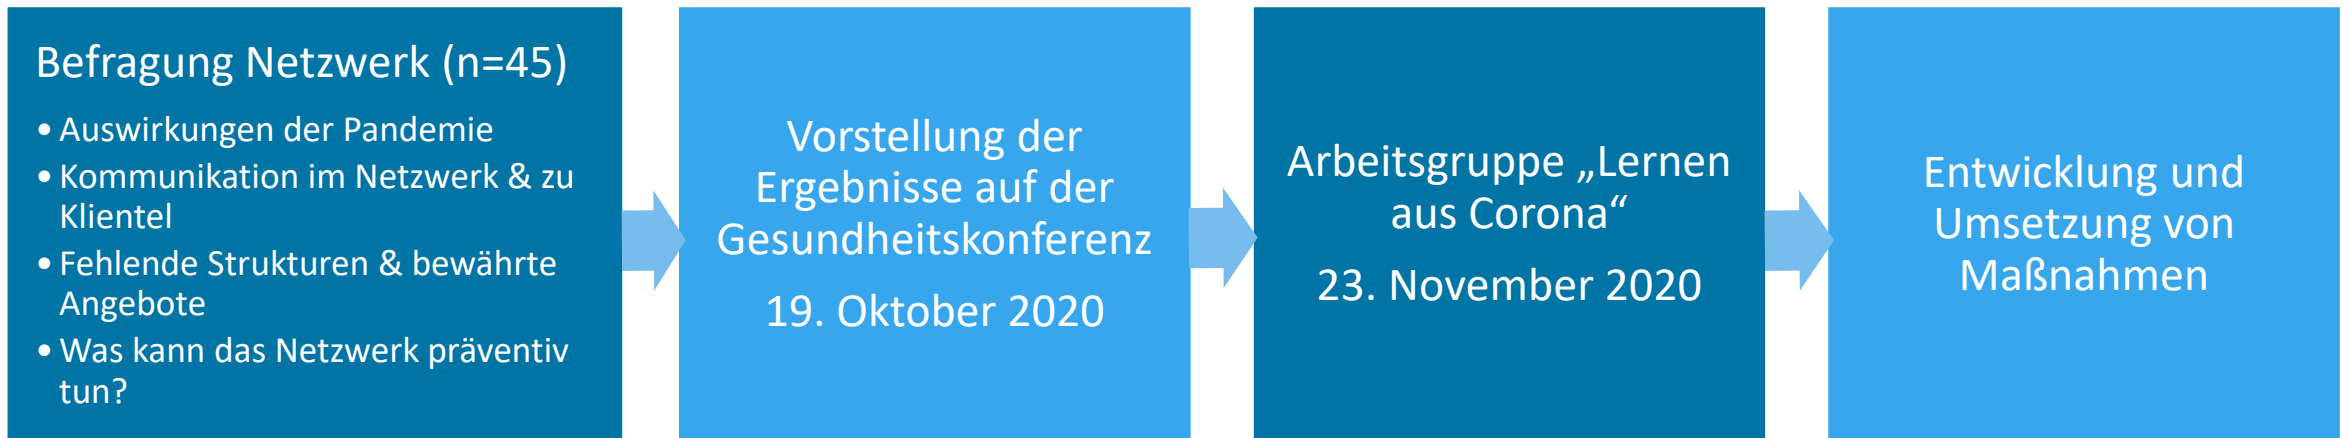 Befragung Netzwerk (n=45)
• Auswirkungen der Pandemie
• Kommunikation im Netzwerk & zu
Klientel
• Fehlende Strukturen & bewährte
Angebote
• Was kann das Netzwerk präventiv
tun?
Vorstellung der
Ergebnisse auf der
Gesundheitskonferenz
19. Oktober 2020
Arbeitsgruppe „Lernen
aus Corona“
23. November 2020
Entwicklung und
Umsetzung von
Maßnahmen